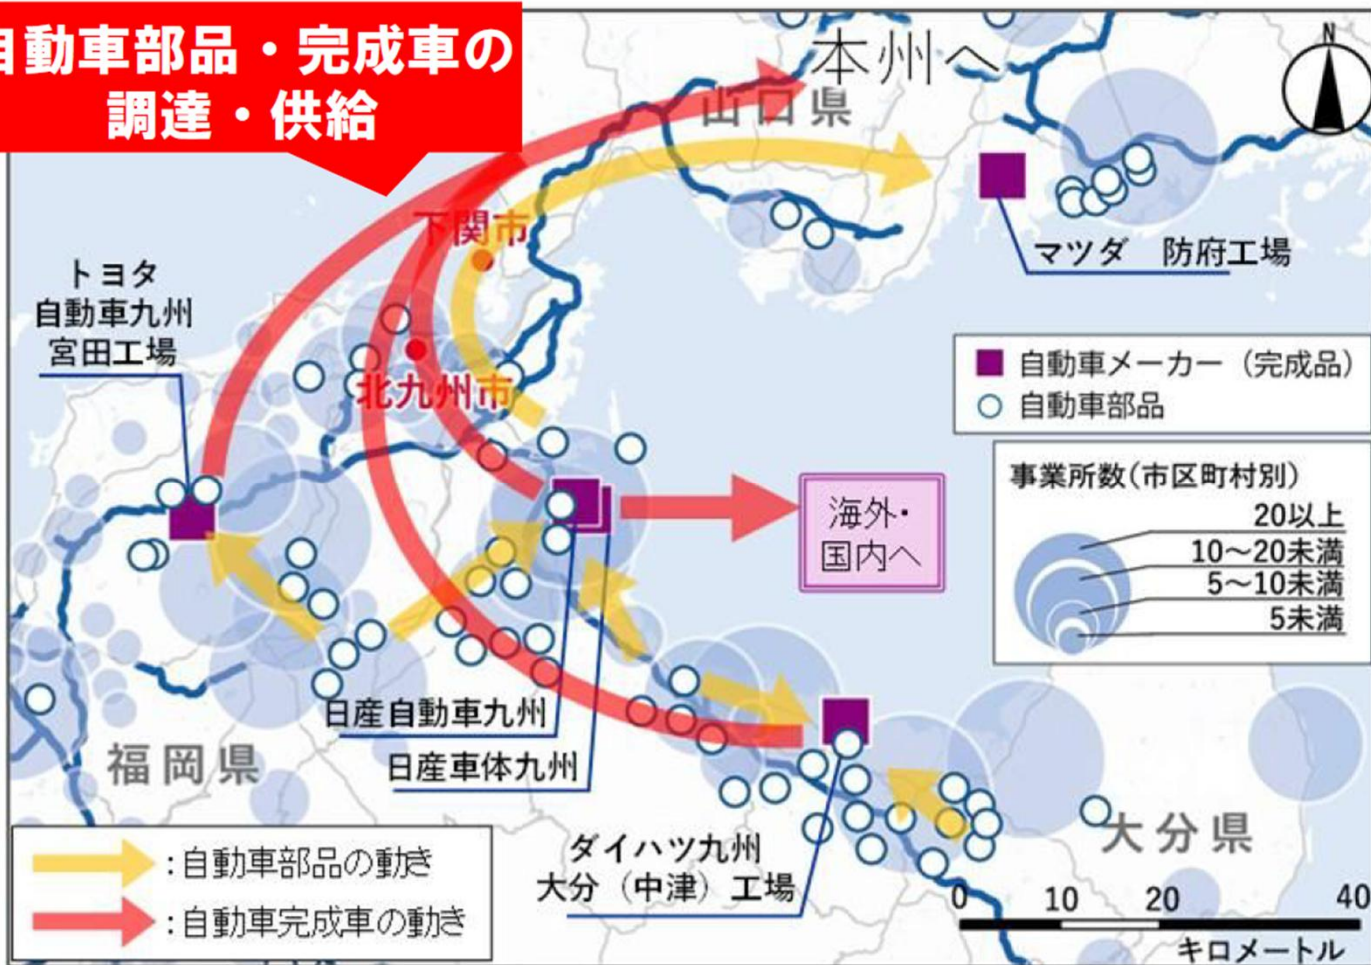 自動車部品・完成車の
調達・供給
本州へ
山口県
N
下関市
マツダ 防府工場
トヨタ
自動車九州
宮田工場
自動車メーカー（完成品）
自動車部品
北九州市
事業所数(市区町村別)
20以上
10～20未満
5～10未満
5未満
海外・
国内へ
日産自動車九州
日産車体九州
福岡県
ダイハツ九州
大分（中津）工場
大分県
：自動車部品の動き
：自動車完成車の動き
0 10 20 40
キロメートル